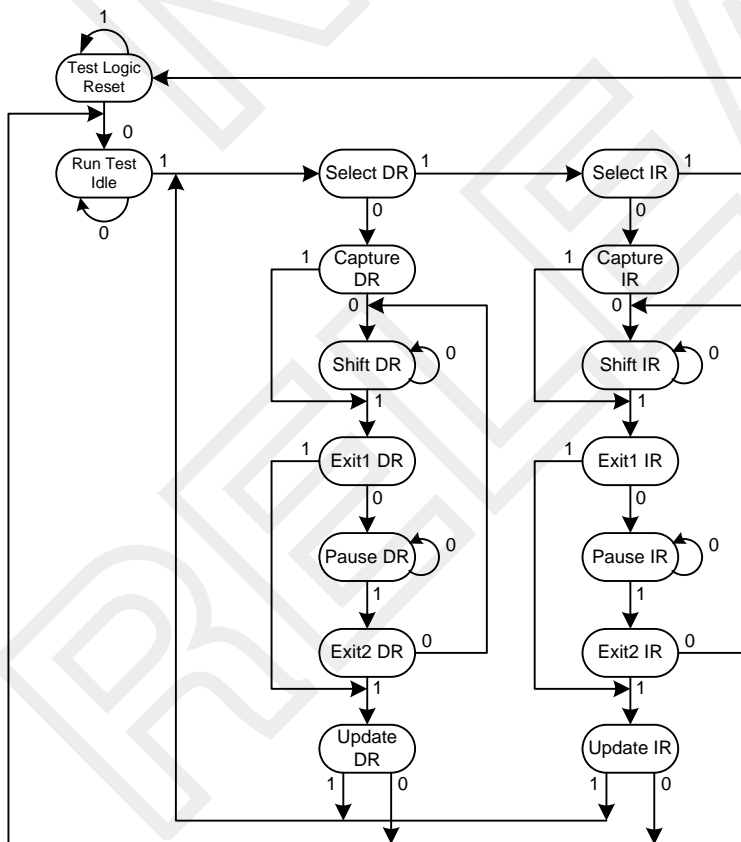 1
Test Logic
Reset
0
Run Test
Idle
1
0
Select DR
1
0
Select IR
1
0
Capture
DR
1
0
Capture
IR
1
0
Shift DR
0
1
Shift IR
0
1
Exit1 DR
1
0
Exit1 IR
1
0
Pause DR
0
1
Pause IR
0
1
Exit2 DR
0
1
Exit2 IR
0
1
Update
DR
1
0
Update IR
1
0